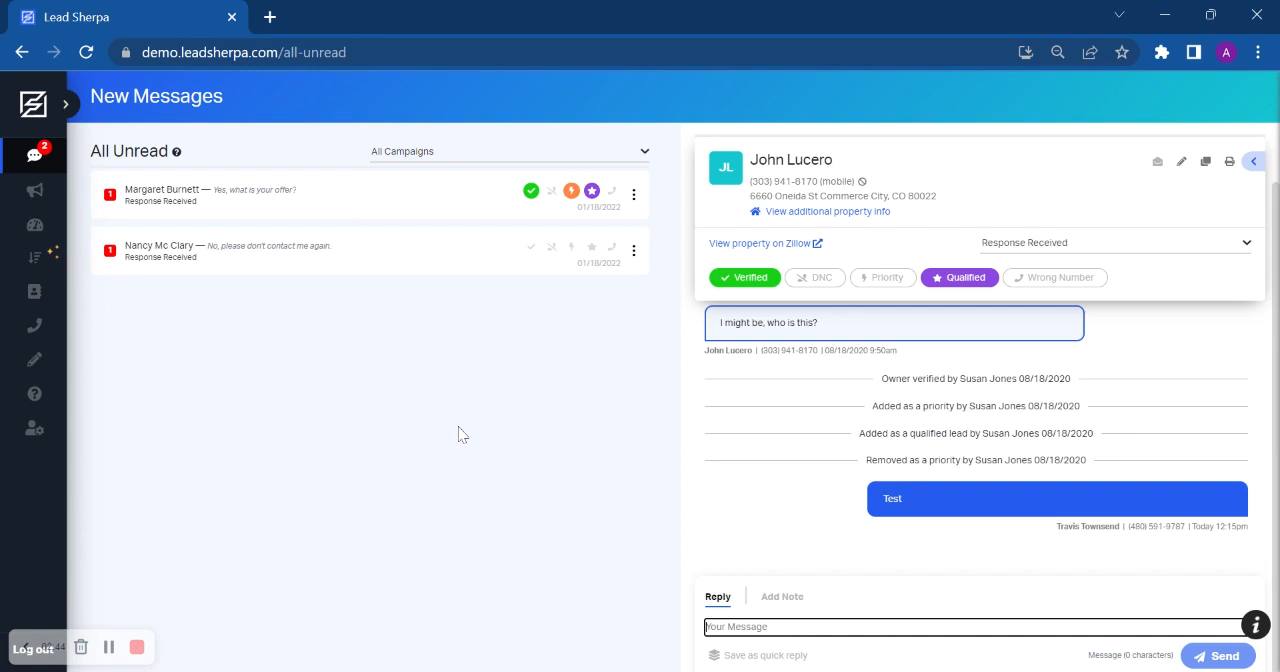 Lead Sherpa
demo.leadsherpa.com/all-unread
A
New Messages
2
All Unread
All Campaigns
1
Margaret Burnett — Yes, what is your offer?
Response Received
01/18/2022
1
Nancy Mc Clary — No, please don't contact me again.
Response Received
01/18/2022
JL
John Lucero
(303) 941-8170 (mobile)
6660 Oneida St Commerce City, CO 80022
View additional property info
View property on Zillow
Response Received
Verified
DNC
Priority
Qualified
Wrong Number
I might be, who is this?
John Lucero | (303) 941-8170 | 08/18/2020 9:50am
Owner verified by Susan Jones 08/18/2020
Added as a priority by Susan Jones 08/18/2020
Added as a qualified lead by Susan Jones 08/18/2020
Removed as a priority by Susan Jones 08/18/2020
Test
Travis Townsend | (480) 591-9787 | Today 12:15pm
Reply
Add Note
Your Message
Save as quick reply
Message (0 characters)
Send
Log out